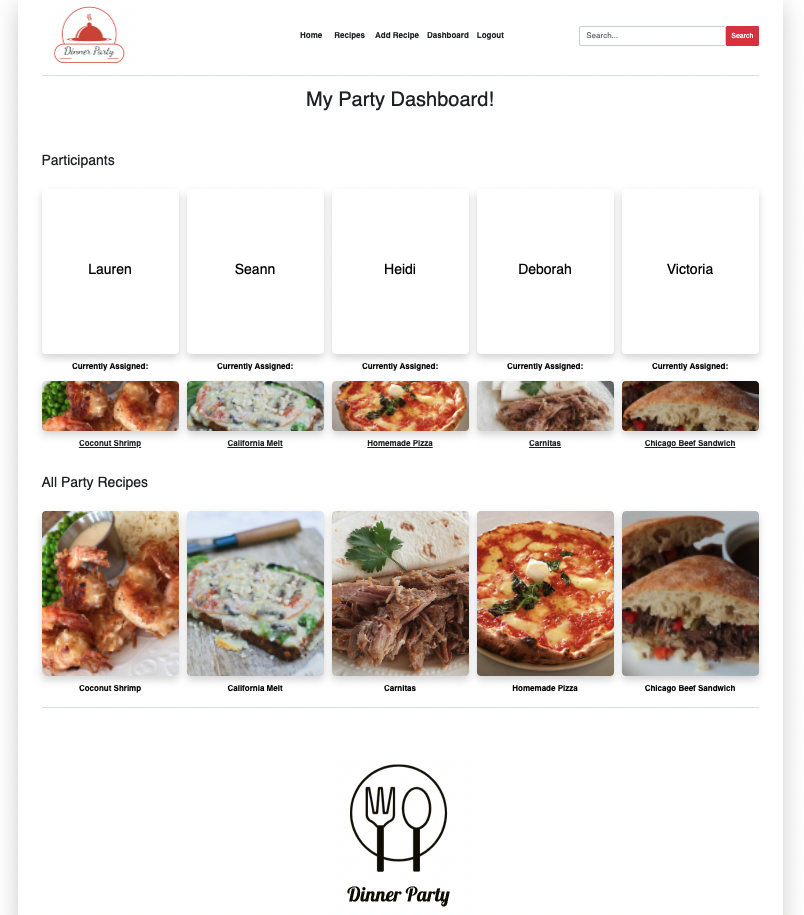 Dinner Party
Home Recipes Add Recipe Dashboard Logout
Search...
Search
My Party Dashboard!
Participants
Lauren
Seann
Heidi
Deborah
Victoria
Currently Assigned:
Currently Assigned:
Currently Assigned:
Currently Assigned:
Currently Assigned:
Coconut Shrimp
California Melt
Homemade Pizza
Carnitas
Chicago Beef Sandwich
All Party Recipes
Coconut Shrimp
California Melt
Carnitas
Homemade Pizza
Chicago Beef Sandwich
Dinner Party